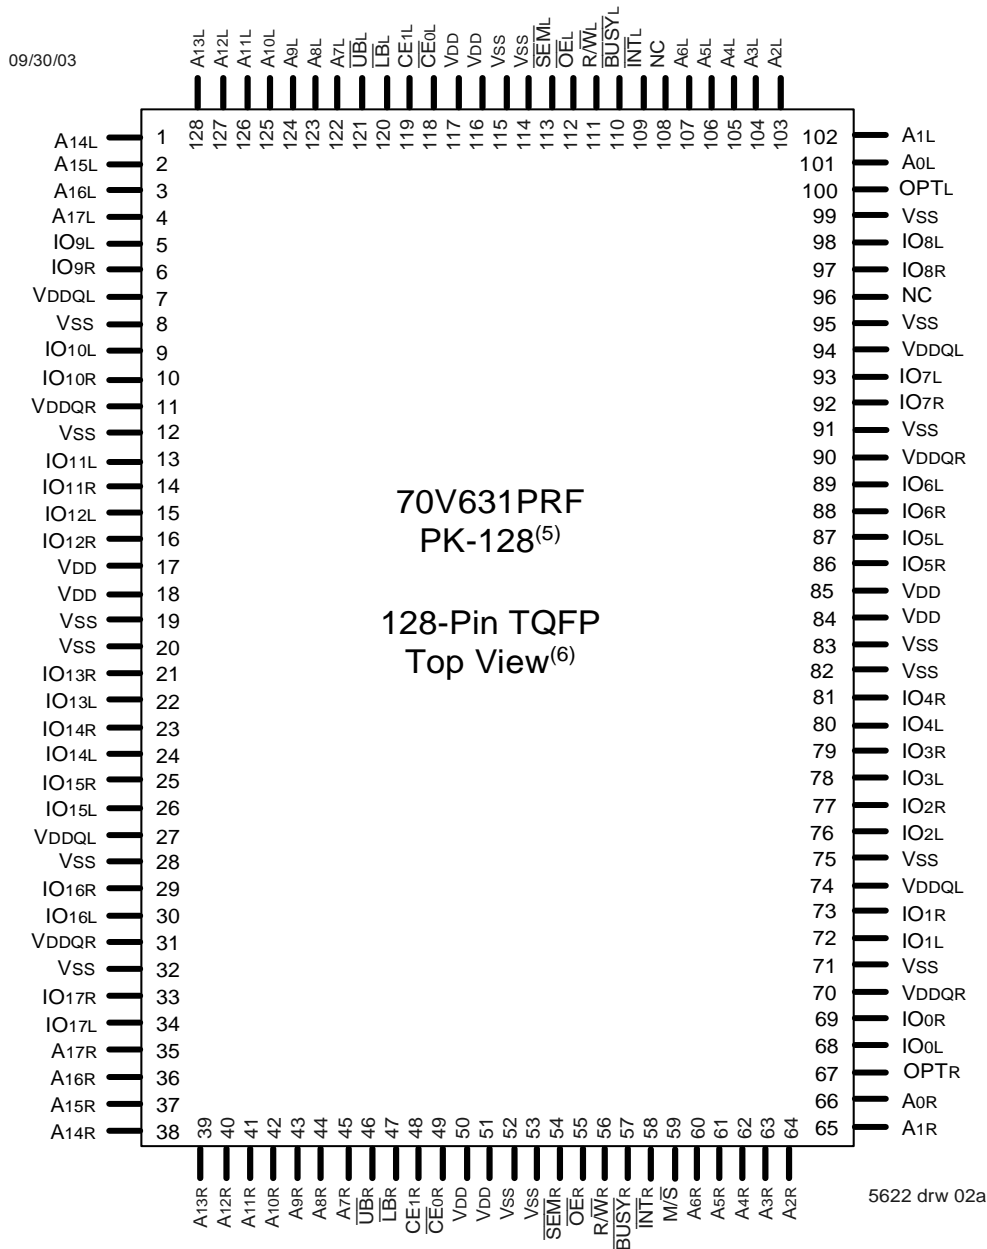 09/30/03
A13L
A12L
A11L
A10L
A9L
A8L
A7L
UBL
LBL
CE1L
CE0L
VDD
VDD
VSS
VSS
SEML
OEL
R/WL
BUSYL
INTL
NC
A6L
A5L
A4L
A3L
A2L
128
127
126
125
124
123
122
121
120
119
118
117
116
115
114
113
112
111
110
109
108
107
106
105
104
103
A14L 1
A15L 2
A16L 3
A17L 4
IO9L 5
IO9R 6
VDDQL 7
VSS 8
IO10L 9
IO10R 10
VDDQR 11
VSS 12
IO11L 13
IO11R 14
IO12L 15
IO12R 16
VDD 17
VDD 18
VSS 19
VSS 20
IO13R 21
IO13L 22
IO14R 23
IO14L 24
IO15R 25
IO15L 26
VDDQL 27
VSS 28
IO16R 29
IO16L 30
VDDQR 31
VSS 32
IO17R 33
IO17L 34
A17R 35
A16R 36
A15R 37
A14R 38
70V631PRF
PK-128(5)
128-Pin TQFP
Top View(6)
102 A1L
101 A0L
100 OPTL
99 VSS
98 IO8L
97 IO8R
96 NC
95 VSS
94 VDDQL
93 IO7L
92 IO7R
91 VSS
90 VDDQR
89 IO6L
88 IO6R
87 IO5L
86 IO5R
85 VDD
84 VDD
83 VSS
82 VSS
81 IO4R
80 IO4L
79 IO3R
78 IO3L
77 IO2R
76 IO2L
75 VSS
74 VDDQL
73 IO1R
72 IO1L
71 VSS
70 VDDQR
69 IO0R
68 IO0L
67 OPTR
66 A0R
65 A1R
39
40
41
42
43
44
45
46
47
48
49
50
51
52
53
54
55
56
57
58
59
60
61
62
63
64
A13R
A12R
A11R
A10R
A9R
A8R
A7R
UBR
LBR
CE1R
CE0R
VDD
VDD
VSS
VSS
SEMR
OER
R/WR
BUSYR
INTR
M/S
A6R
A5R
A4R
A3R
A2R
5622 drw 02a